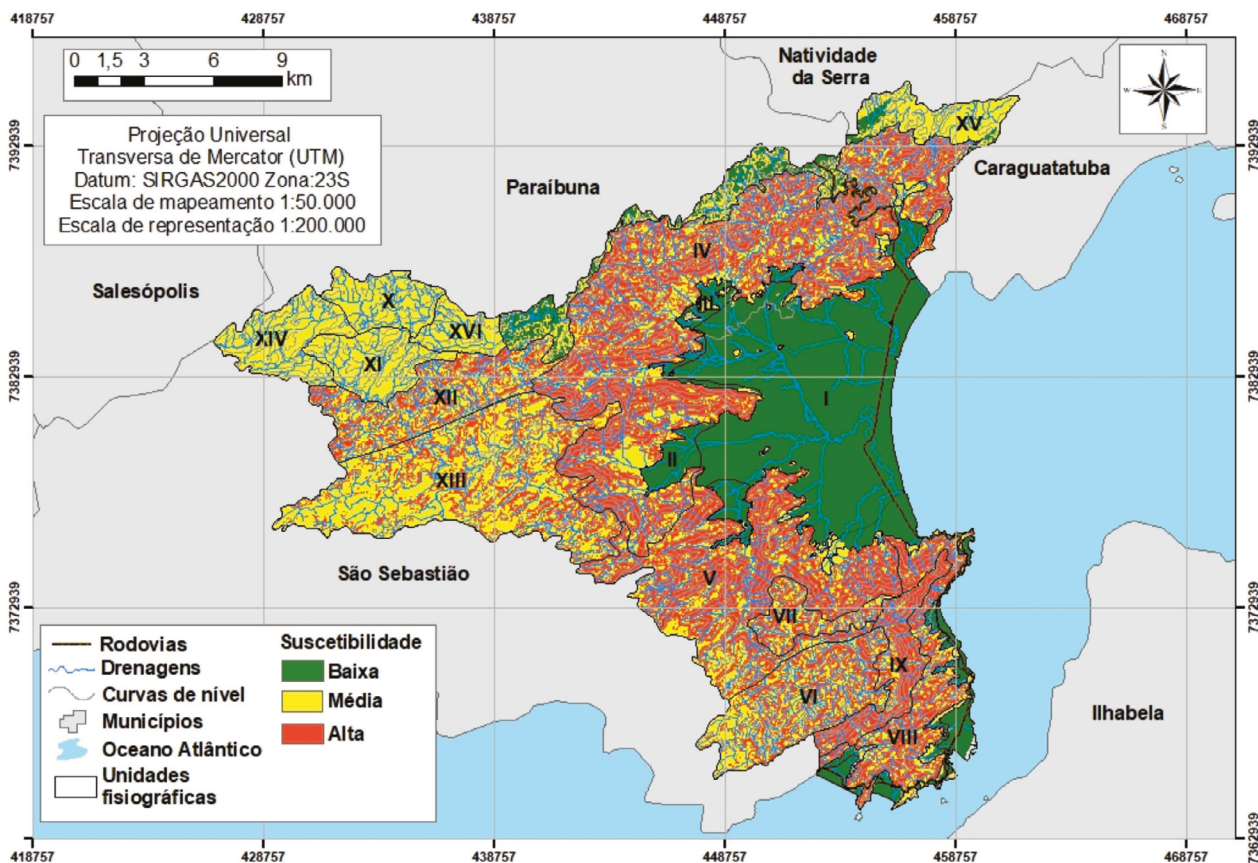 418757 428757 438757 448757 458757 468757
0 1,5 3 6 9
km
Projeção Universal
Transversa de Mercator (UTM)
Datum: SIRGAS2000 Zona:23S
Escala de mapeamento 1:50.000
Escala de representação 1:200.000
Natividade
da Serra
N
W E
S
XV
7392939 7392939
Paraíbuna
Caraguatatuba
IV
Salesópolis
X
III
XIV
XVI
XI
7382939 7382939
XII
I
II
XIII
São Sebastião
V
7372939 7372939
VII
IX
VI
Ilhabela
VIII
Rodovias
Drenagens
Curvas de nível
Municípios
Oceano Atlântico
Unidades
fisiográficas
Suscetibilidade
Baixa
Média
Alta
7362939
418757 428757 438757 448757 458757 468757